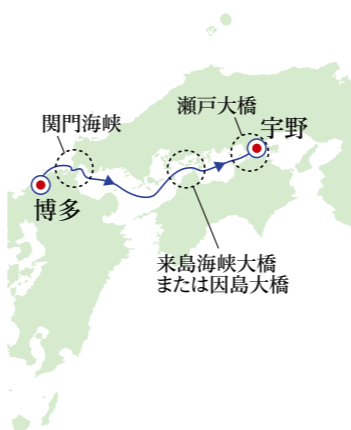 瀬戸大橋
宇野
関門海峡
博多
来島海峡大橋
または因島大橋